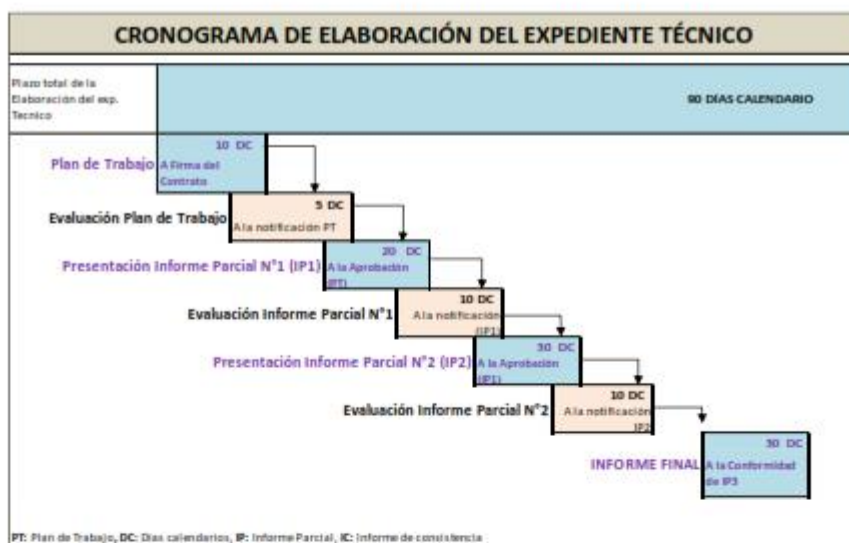 CRONOGRAMA DE ELABORACIÓN DEL EXPEDIENTE TÉCNICO
Plazo total de la
Elaboración del exp.
Tecnico
90 DÍAS CALENDARIO
10 DC
Plan de Trabajo
A Firma del
Contrato
5 DC
Evaluación Plan de Trabajo
A la notificación PT
20 DC
Presentación Informe Parcial N°1 (IP1)
A la Aprobación
(PT)
10 DC
Evaluación Informe Parcial N°1
A la notificación
(IP1)
30 DC
Presentación Informe Parcial N°2 (IP2)
A la Aprobación
(IP1)
10 DC
Evaluación Informe Parcial N°2
A la notificación
IP2
30 DC
INFORME FINAL
A la Conformidad
de IP3
PT: Plan de Trabajo, DC: Dias calendarios, IP: Informe Parcial, IC: Informe de consistencia